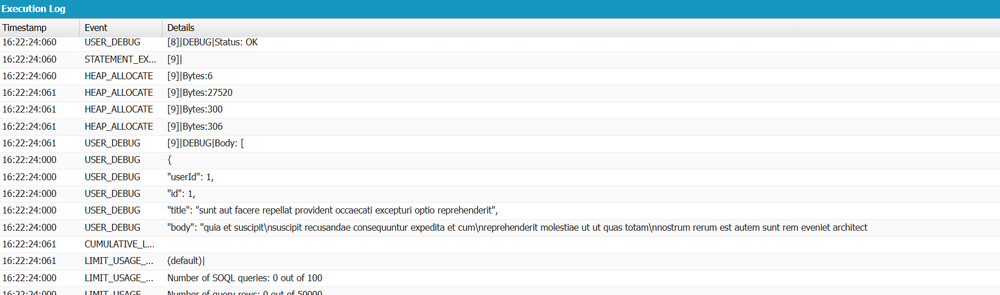 Execution Log
Timestamp Event Details
16:22:24:060 USER_DEBUG [8]|DEBUG|Status: OK
16:22:24:060 STATEMENT_EX... [9]|
16:22:24:060 HEAP_ALLOCATE [9]|Bytes:6
16:22:24:061 HEAP_ALLOCATE [9]|Bytes:27520
16:22:24:061 HEAP_ALLOCATE [9]|Bytes:300
16:22:24:061 HEAP_ALLOCATE [9]|Bytes:306
16:22:24:061 USER_DEBUG [9]|DEBUG|Body: [
16:22:24:000 USER_DEBUG {
16:22:24:000 USER_DEBUG "userId": 1,
16:22:24:000 USER_DEBUG "id": 1,
16:22:24:000 USER_DEBUG "title": "sunt aut facere repellat provident occaecati excepturi optio reprehenderit",
16:22:24:000 USER_DEBUG "body": "quia et suscipit\nsuscipit recusandae consequuntur expedita et cum\nreprehenderit molestiae ut ut quas totam\nnostrum rerum est autem sunt rem eveniet architect
16:22:24:061 CUMULATIVE_L...
16:22:24:061 LIMIT_USAGE_... (default)|
16:22:24:000 LIMIT_USAGE_... Number of SOQL queries: 0 out of 100
16:22:24:000 LIMIT_USAGE Number of query rows: 0 out of 50000